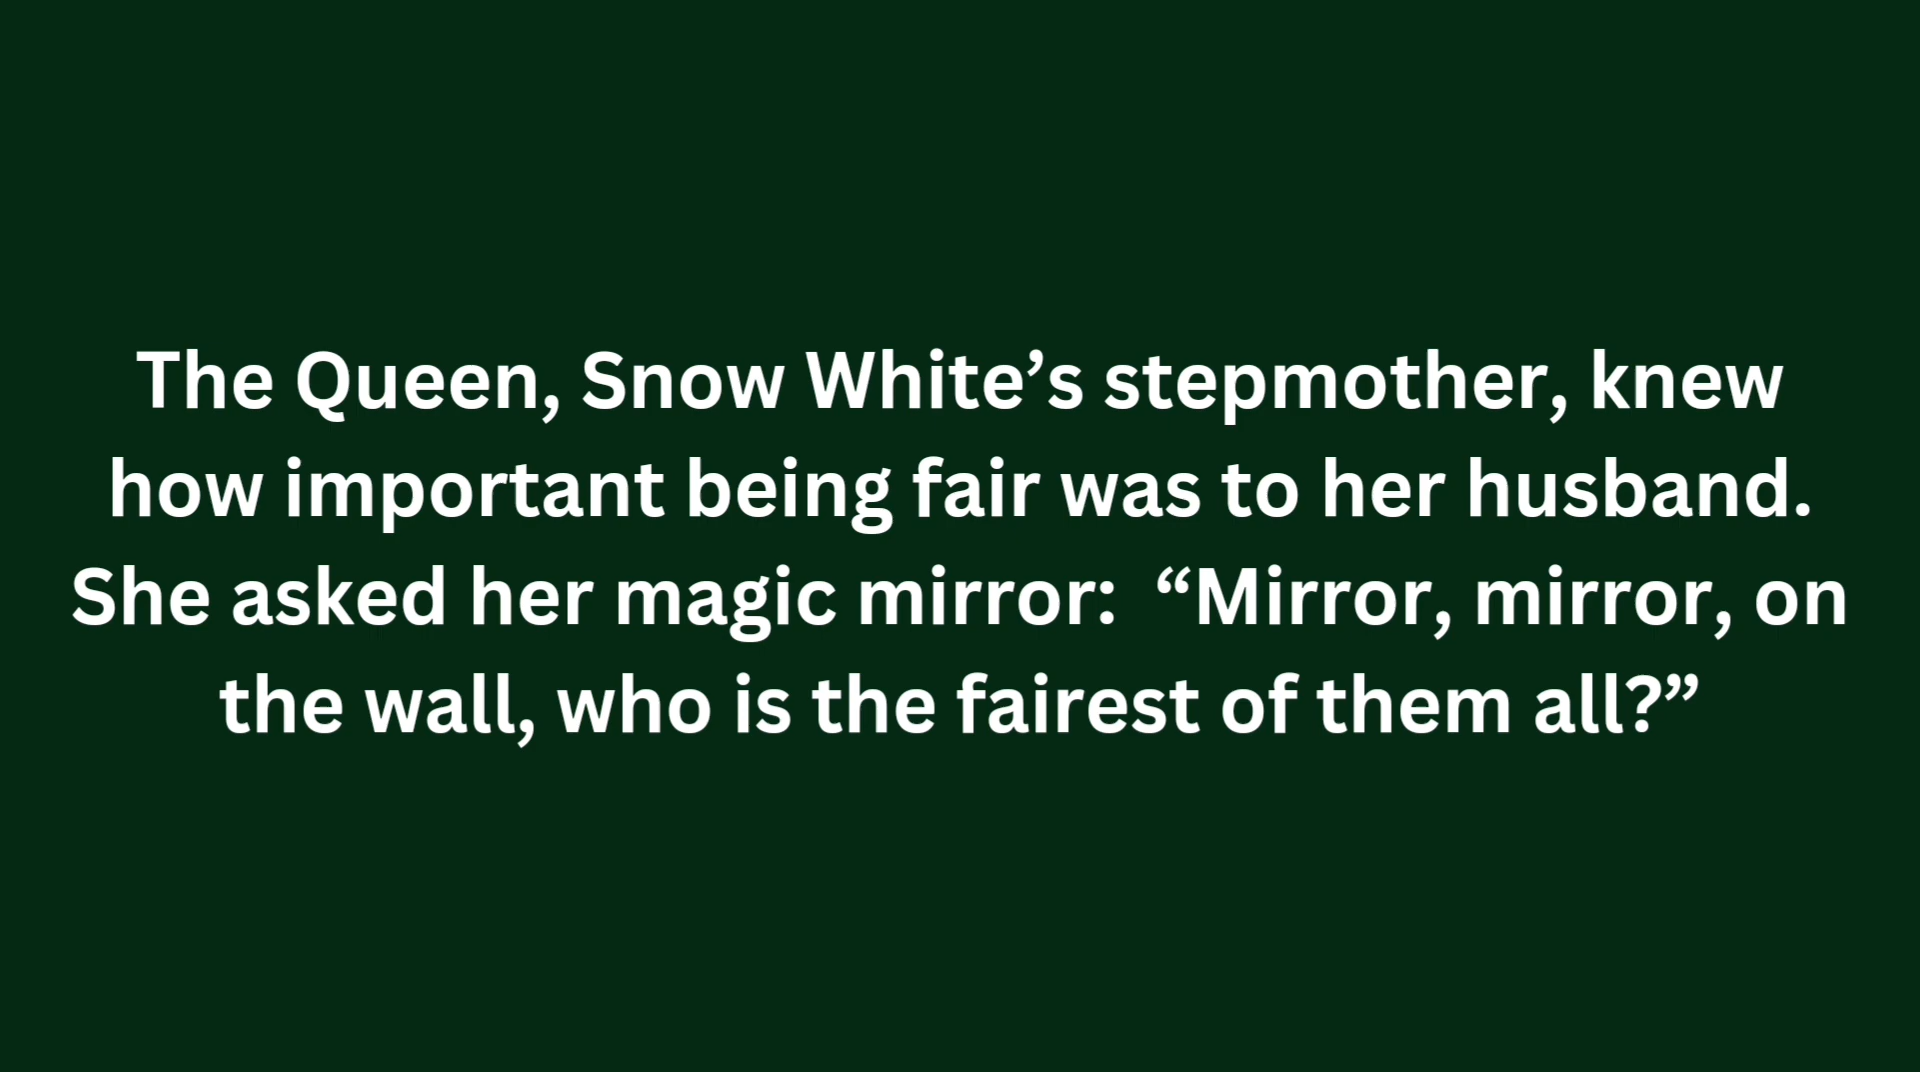 The Queen, Snow White’s stepmother, knew
how important being fair was to her husband.
She asked her magic mirror:  “Mirror, mirror, on
the wall, who is the fairest of them all?”